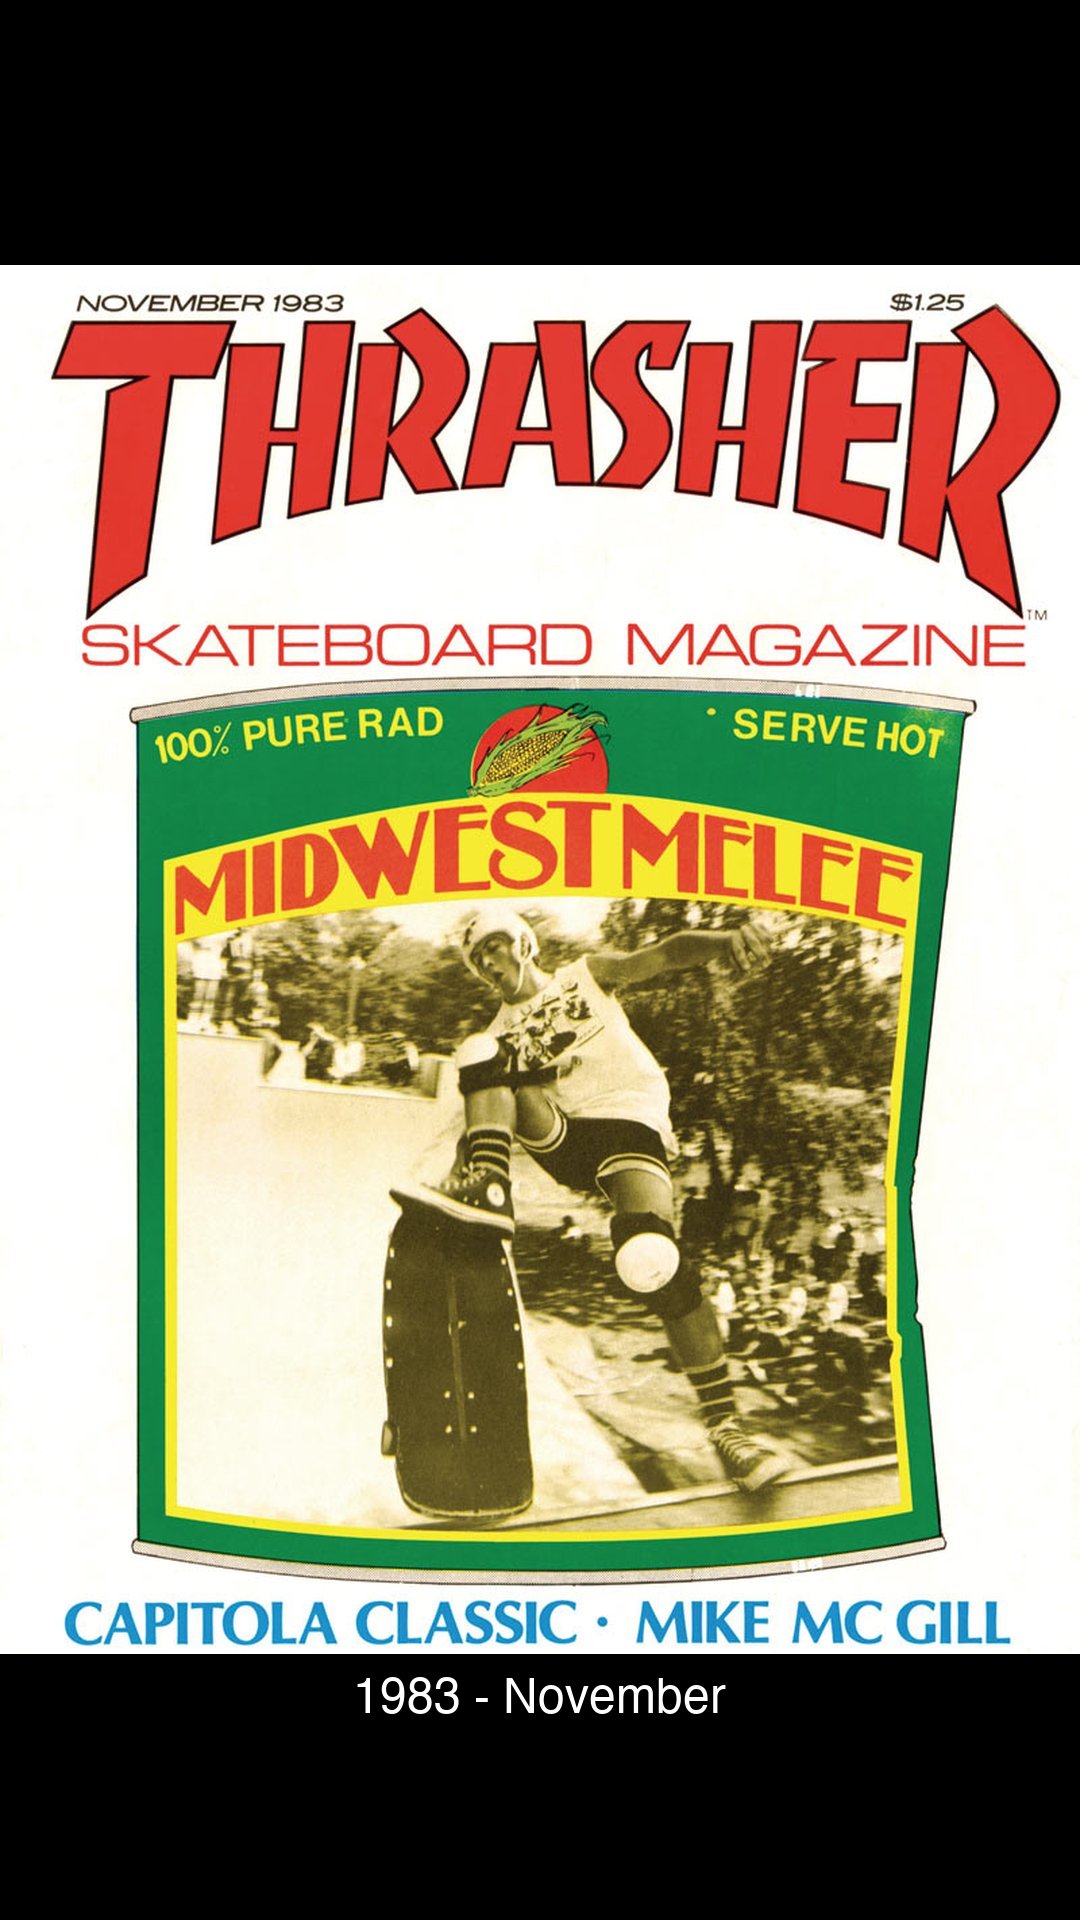 NOVEMBER 1983 $1.25
THRASHER
TM
SKATEBOARD MAGAZINE
100% PURE RAD SERVE HOT
MIDWEST MELEE
CAPITOLA CLASSIC · MIKE MC GILL
1983 - November